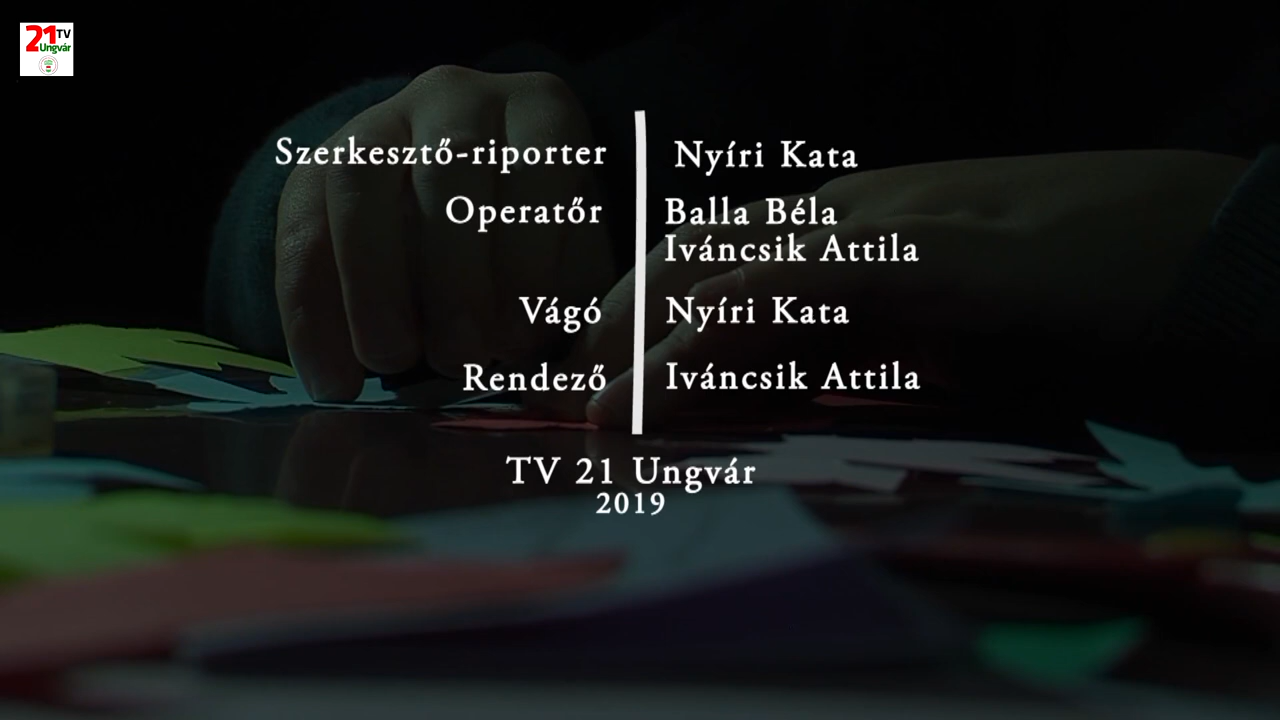 21 TV
Ungvár
Szerkesztő-riporter Nyíri Kata
Operatőr Balla Béla
Iváncsik Attila
Vágó Nyíri Kata
Rendező Iváncsik Attila
TV 21 Ungvár
2019